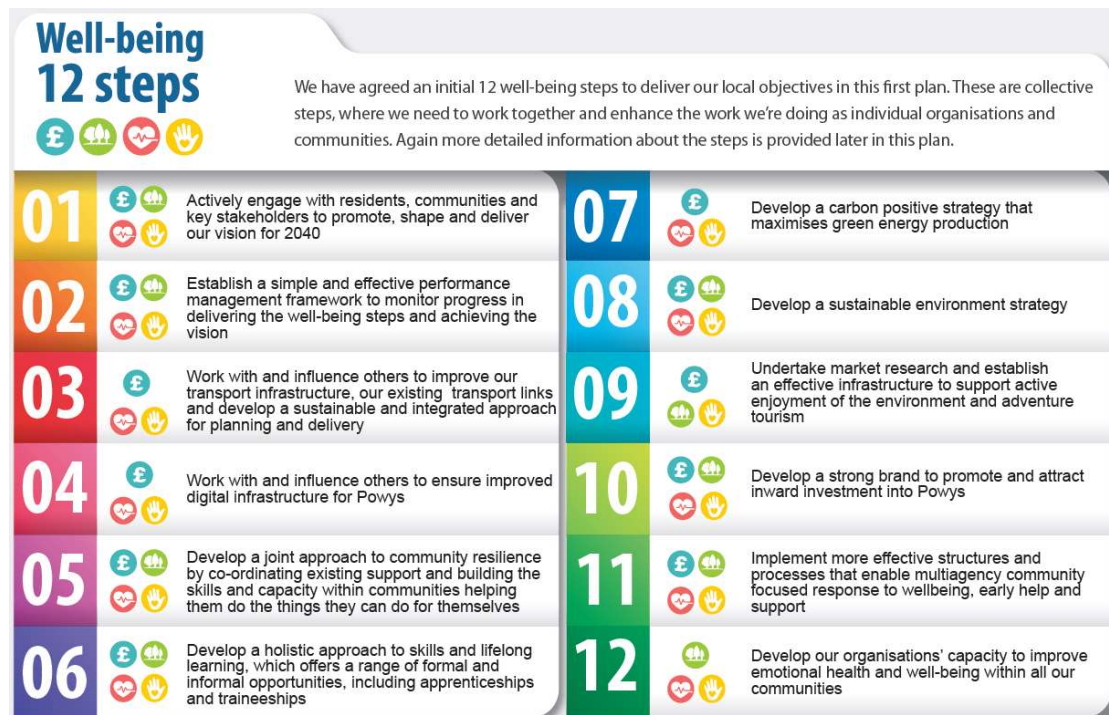 Well-being
12 steps
£
We have agreed an initial 12 well-being steps to deliver our local objectives in this first plan. These are collective
steps, where we need to work together and enhance the work we're doing as individual organisations and
communities. Again more detailed information about the steps is provided later in this plan.
01
£
Actively engage with residents, communities and
key stakeholders to promote, shape and deliver
our vision for 2040
02
£
Establish a simple and effective performance
management framework to monitor progress in
delivering the well-being steps and achieving the
vision
03
£
Work with and influence others to improve our
transport infrastructure, our existing transport links
and develop a sustainable and integrated approach
for planning and delivery
04
£
Work with and influence others to ensure improved
digital infrastructure for Powys
05
£
Develop a joint approach to community resilience
by co-ordinating existing support and building the
skills and capacity within communities helping
them do the things they can do for themselves
06
£
Develop a holistic approach to skills and lifelong
learning, which offers a range of formal and
informal opportunities, including apprenticeships
and traineeships
07
£
Develop a carbon positive strategy that
maximises green energy production
08
£
Develop a sustainable environment strategy
09
£
Undertake market research and establish
an effective infrastructure to support active
enjoyment of the environment and adventure
tourism
10
£
Develop a strong brand to promote and attract
inward investment into Powys
11
£
Implement more effective structures and
processes that enable multiagency community
focused response to wellbeing, early help and
support
12
Develop our organisations' capacity to improve
emotional health and well-being within all our
communities